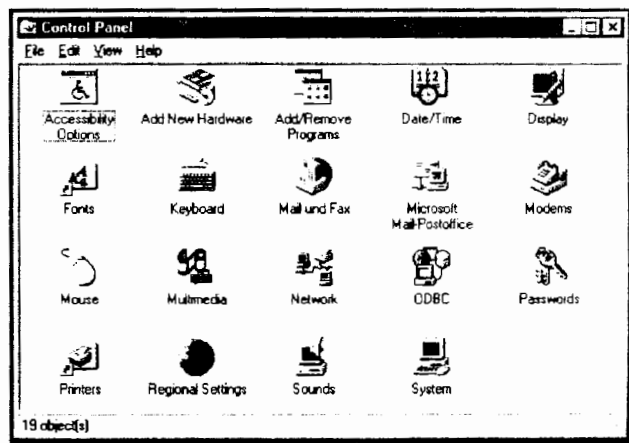 Control Panel
File Edit View Help
Accessibility Options
Add New Hardware
Add/Remove Programs
Date/Time
Display
Fonts
Keyboard
Mail und Fax
Microsoft Mail-Postoffice
Modems
Mouse
Multimedia
Network
ODBC
Passwords
Printers
Regional Settings
Sounds
System
19 object(s)